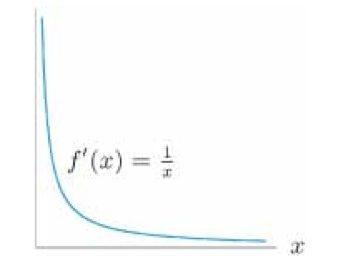 f′(x) = 1/x
x